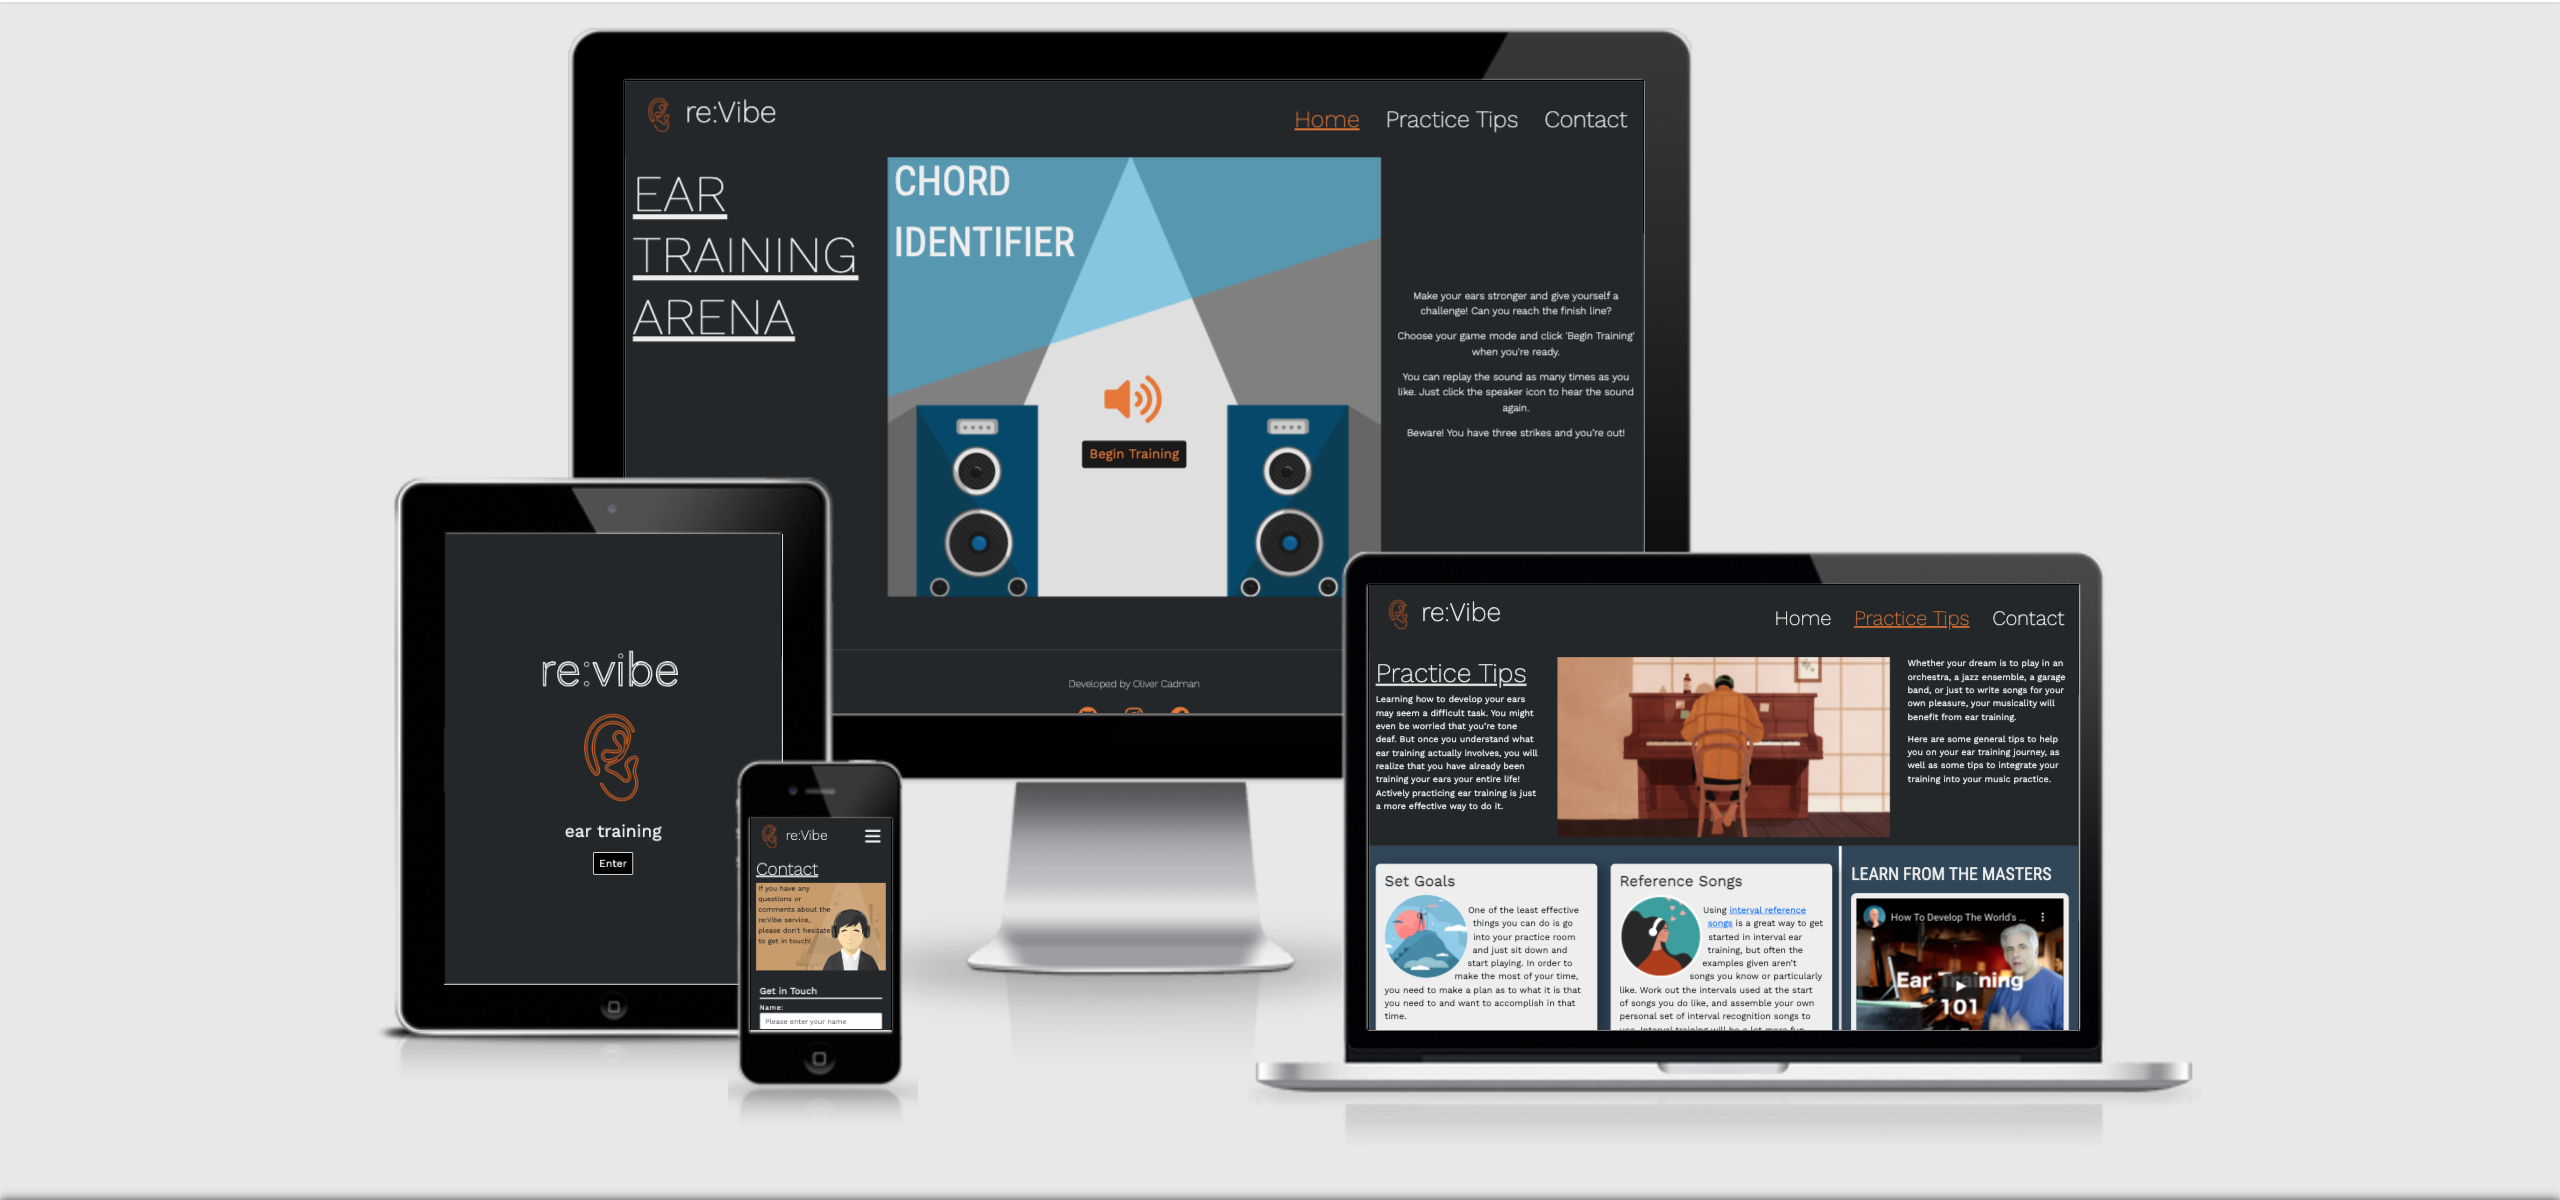 re:Vibe
Home Practice Tips Contact
EAR
TRAINING
ARENA
CHORD
IDENTIFIER
Begin Training
Make your ears stronger and give yourself a
challenge! Can you reach the finish line?
Choose your game mode and click 'Begin Training'
when you're ready.
You can replay the sound as many times as you
like. Just click the speaker icon to hear the sound
again.
Beware! You have three strikes and you're out!
Developed by Oliver Cadman
re:vibe
ear training
Enter
re:Vibe
Contact
If you have any
questions or
comments about the
re:Vibe service,
please don't hesitate
to get in touch!
Get in Touch
Name:
Please enter your name
re:Vibe
Home Practice Tips Contact
Practice Tips
Learning how to develop your ears
may seem a difficult task. You might
even be worried that you're tone
deaf. But once you understand what
ear training actually involves, you will
realize that you have already been
training your ears your entire life!
Actively practicing ear training is just
a more effective way to do it.
Whether your dream is to play in an
orchestra, a jazz ensemble, a garage
band, or just to write songs for your
own pleasure, your musicality will
benefit from ear training.
Here are some general tips to help
you on your ear training journey, as
well as some tips to integrate your
training into your music practice.
Set Goals
One of the least effective
things you can do is go
into your practice room
and just sit down and
start playing. In order to
make the most of your time,
you need to make a plan as to what it is that
you need to and want to accomplish in that
time.
Reference Songs
Using interval reference
songs is a great way to get
started in interval ear
training, but often the
examples given aren't
songs you know or particularly
like. Work out the intervals used at the start
of songs you do like, and assemble your own
personal set of interval recognition songs to
use. Interval training will be a lot more fun
LEARN FROM THE MASTERS
How To Develop The World's ...
Ear Training
101